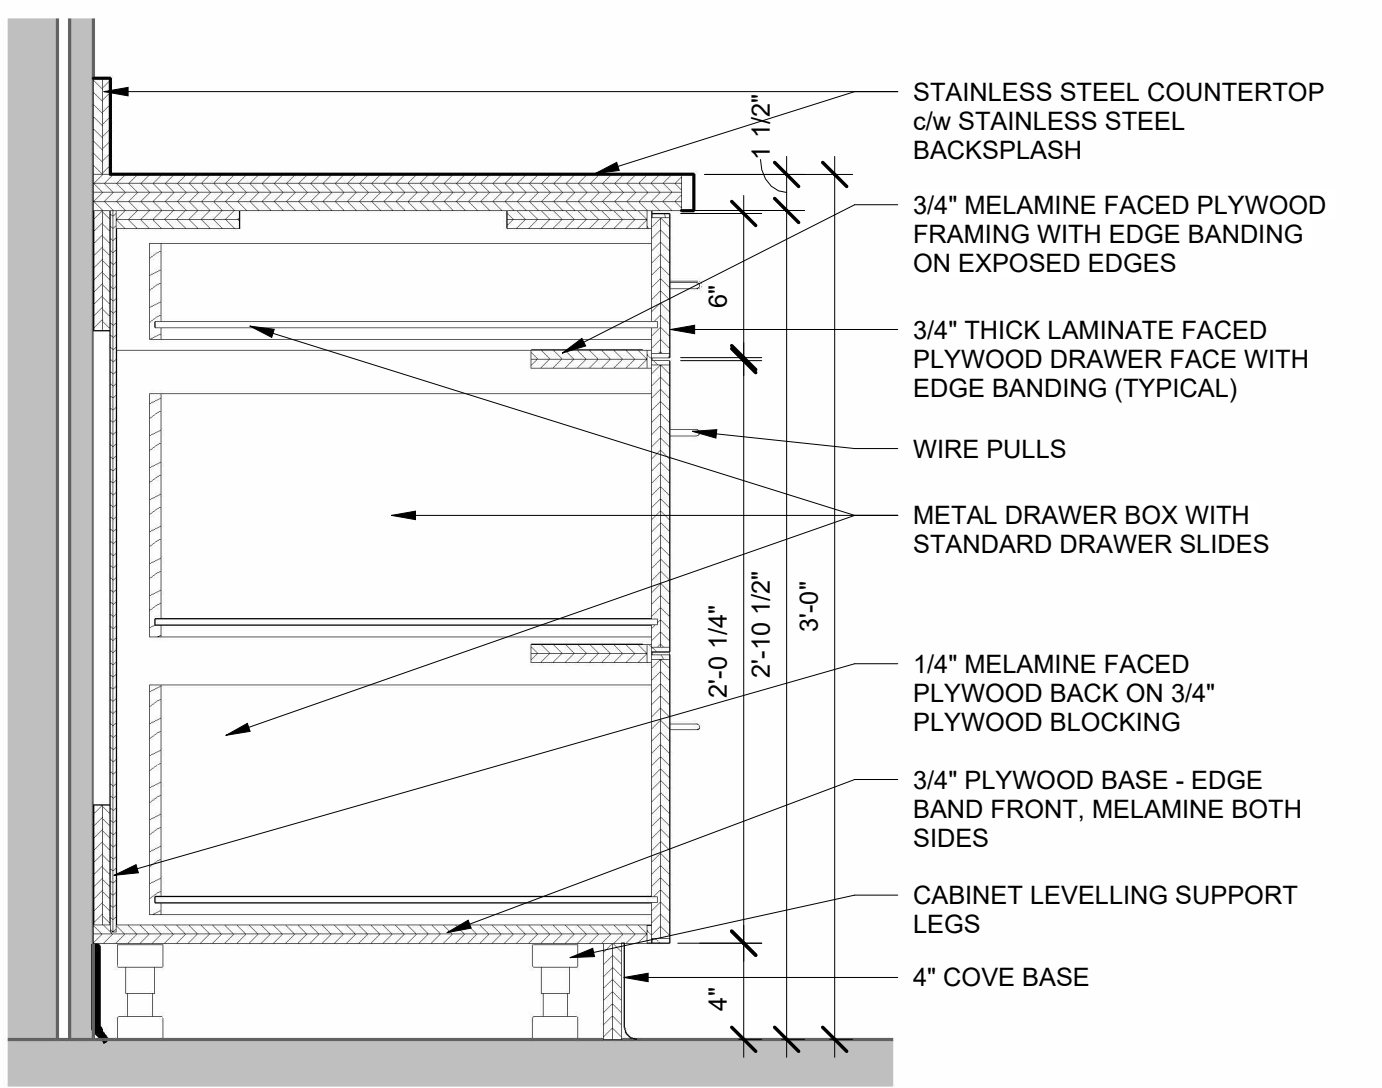 STAINLESS STEEL COUNTERTOP
c/w STAINLESS STEEL
BACKSPLASH
1 1/2"
3/4" MELAMINE FACED PLYWOOD
FRAMING WITH EDGE BANDING
ON EXPOSED EDGES
6"
3/4" THICK LAMINATE FACED
PLYWOOD DRAWER FACE WITH
EDGE BANDING (TYPICAL)
WIRE PULLS
METAL DRAWER BOX WITH
STANDARD DRAWER SLIDES
2'-0 1/4"
2'-10 1/2"
3'-0"
1/4" MELAMINE FACED
PLYWOOD BACK ON 3/4"
PLYWOOD BLOCKING
3/4" PLYWOOD BASE - EDGE
BAND FRONT, MELAMINE BOTH
SIDES
CABINET LEVELLING SUPPORT
LEGS
4" COVE BASE
4"